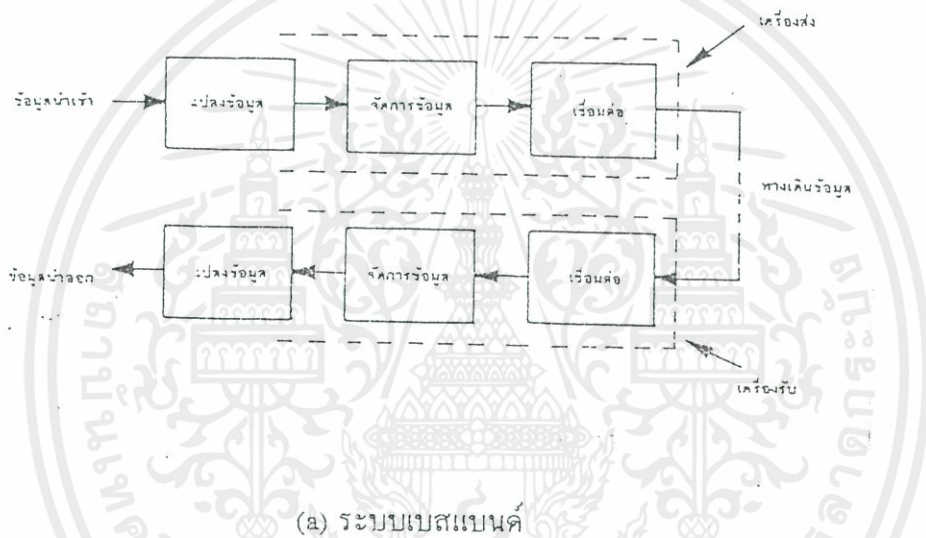 เครื่องส่ง
ข้อมูลนำเข้า
แปลงข้อมูล
จัดการข้อมูล
เชื่อมต่อ
ทางเดินข้อมูล
ข้อมูลนำออก
แปลงข้อมูล
จัดการข้อมูล
เชื่อมต่อ
เครื่องรับ
(a) ระบบเบสแบนด์